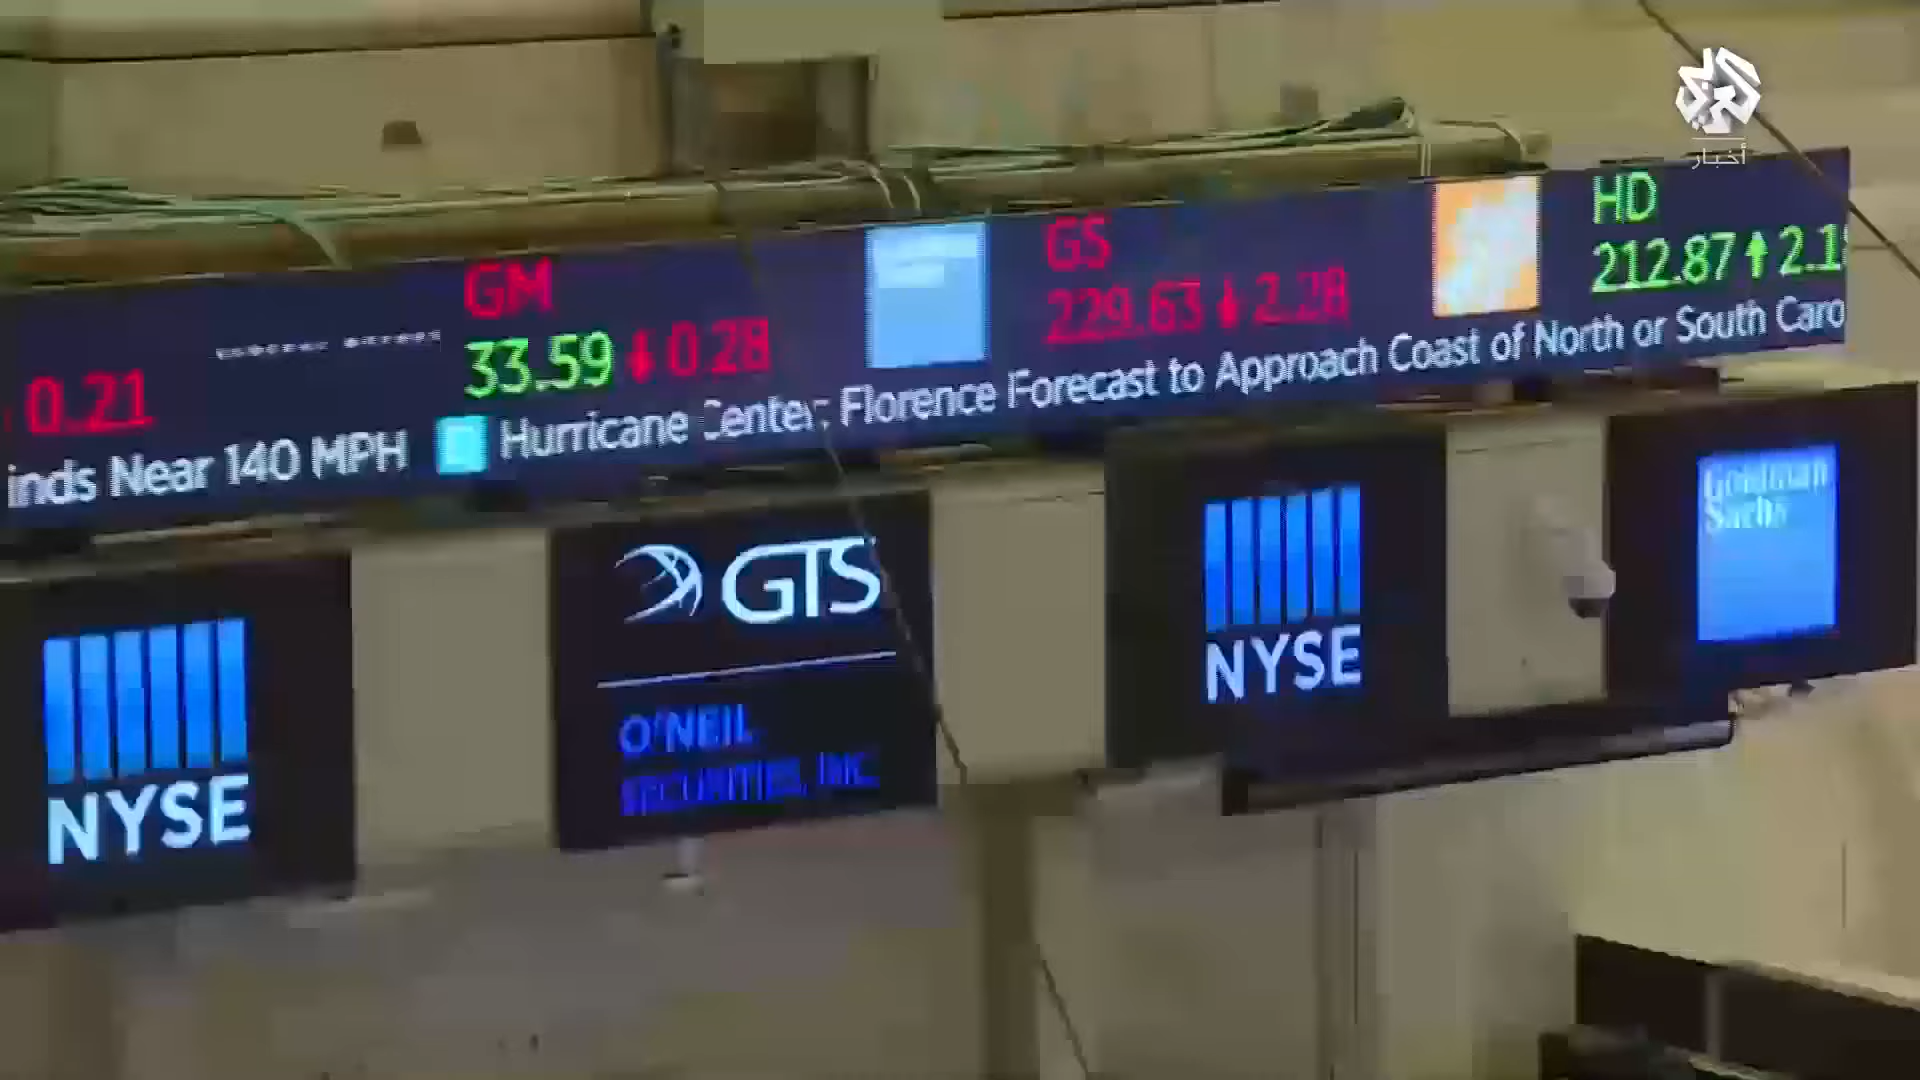 أخبار
HD
212.87 2.1
GS
229.63 2.28
GM
33.59 0.28
0.21
inds Near 140 MPH Hurricane Center: Florence Forecast to Approach Coast of North or South Caro
NYSE
GTS
O'NEIL
SECURITIES, INC.
NYSE
Goldman
Sachs